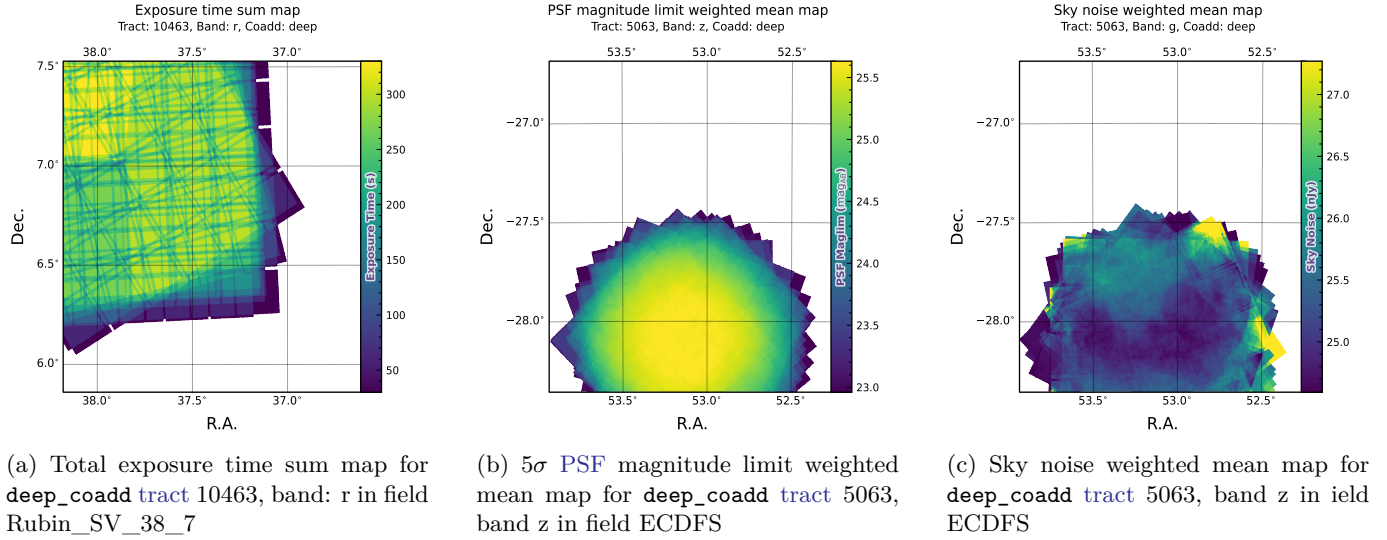 Exposure time sum map
Tract: 10463, Band: r, Coadd: deep
38.0° 37.5° 37.0°
7.5°
7.0°
6.5°
6.0°
Dec.
38.0° 37.5° 37.0°
R.A.
300
250
200
150
100
50
Exposure Time (s)
PSF magnitude limit weighted mean map
Tract: 5063, Band: z, Coadd: deep
53.5° 53.0° 52.5°
−27.0°
−27.5°
−28.0°
Dec.
53.5° 53.0° 52.5°
R.A.
25.5
25.0
24.5
24.0
23.5
23.0
PSF Maglim (magAB)
Sky noise weighted mean map
Tract: 5063, Band: g, Coadd: deep
53.5° 53.0° 52.5°
−27.0°
−27.5°
−28.0°
Dec.
53.5° 53.0° 52.5°
R.A.
27.0
26.5
26.0
25.5
25.0
Sky Noise (nJy)
(a) Total exposure time sum map for
deep_coadd tract 10463, band: r in field
Rubin_SV_38_7
(b) 5σ PSF magnitude limit weighted
mean map for deep_coadd tract 5063,
band z in field ECDFS
(c) Sky noise weighted mean map for
deep_coadd tract 5063, band z in ield
ECDFS